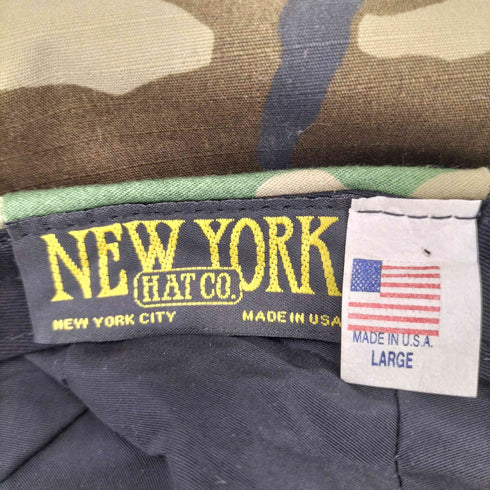 NEW YORK
HAT CO.
NEW YORK CITY MADE IN USA
MADE IN U.S.A.
LARGE